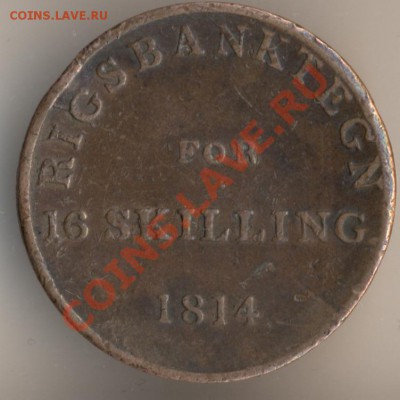 COINS.LAVE.RU
RIGSBANKTEGN
FOR
16 SKILLING
1814
COINS.LAVE.RU